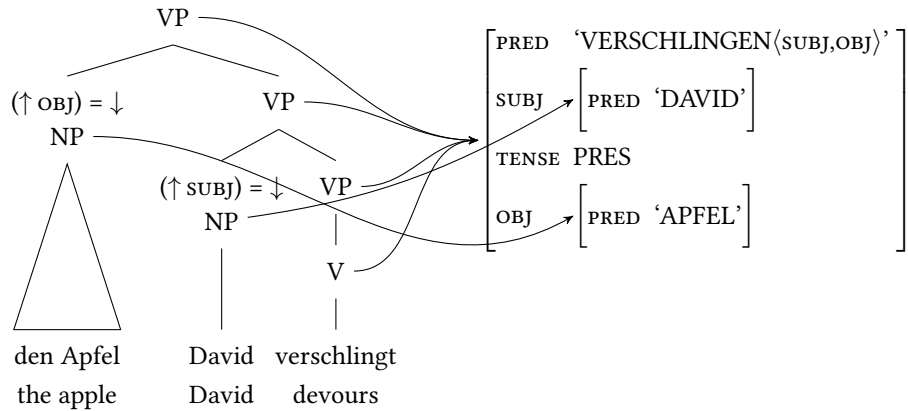 VP
(↑ OBJ) = ↓
NP
VP
(↑ SUBJ) = ↓
NP
VP
V
den Apfel David verschlingt
the apple David devours
PRED ‘VERSCHLINGEN⟨SUBJ,OBJ⟩’
SUBJ [PRED ‘DAVID’]
TENSE PRES
OBJ [PRED ‘APFEL’]